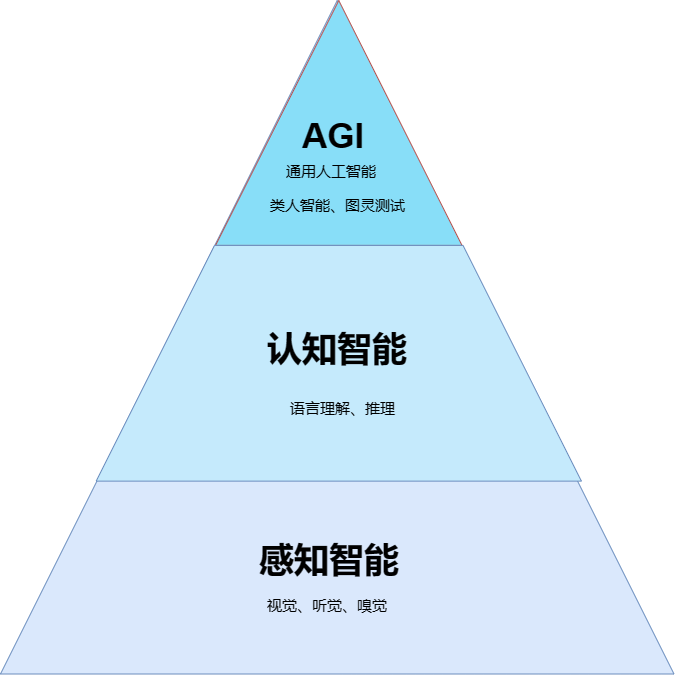 AGI
通用人工智能
类人智能、图灵测试
认知智能
语言理解、推理
感知智能
视觉、听觉、嗅觉